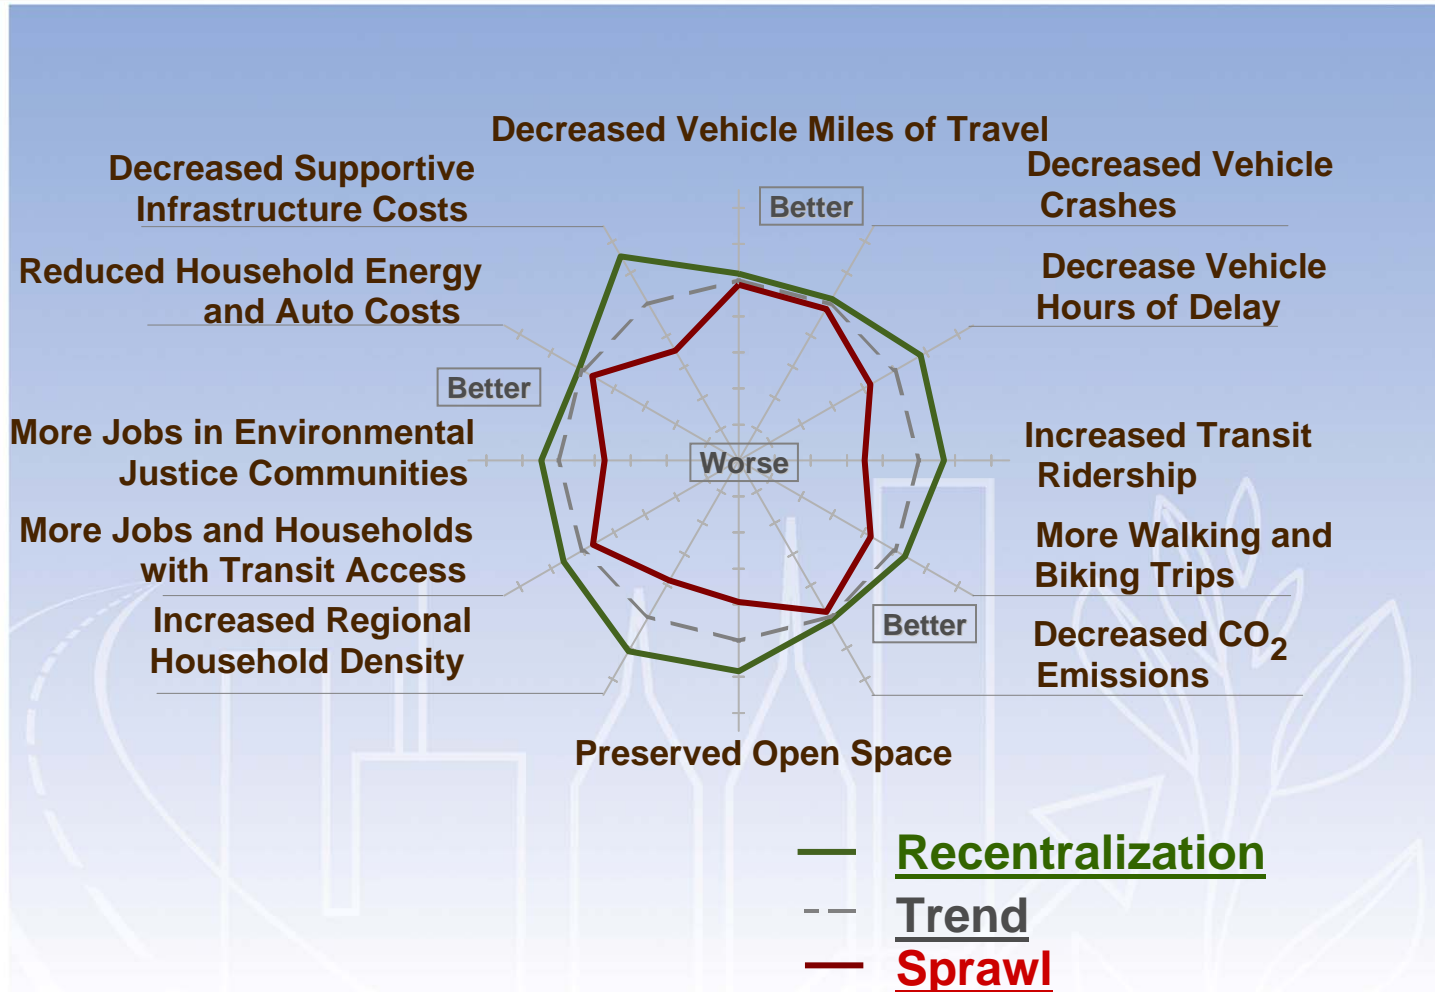 Decreased Vehicle Miles of Travel
Decreased Supportive
Infrastructure Costs
Decreased Vehicle
Crashes
Better
Reduced Household Energy
and Auto Costs
Decrease Vehicle
Hours of Delay
Better
More Jobs in Environmental
Justice Communities
Worse
Increased Transit
Ridership
More Jobs and Households
with Transit Access
More Walking and
Biking Trips
Increased Regional
Household Density
Better
Decreased CO2
Emissions
Preserved Open Space
Recentralization
Trend
Sprawl